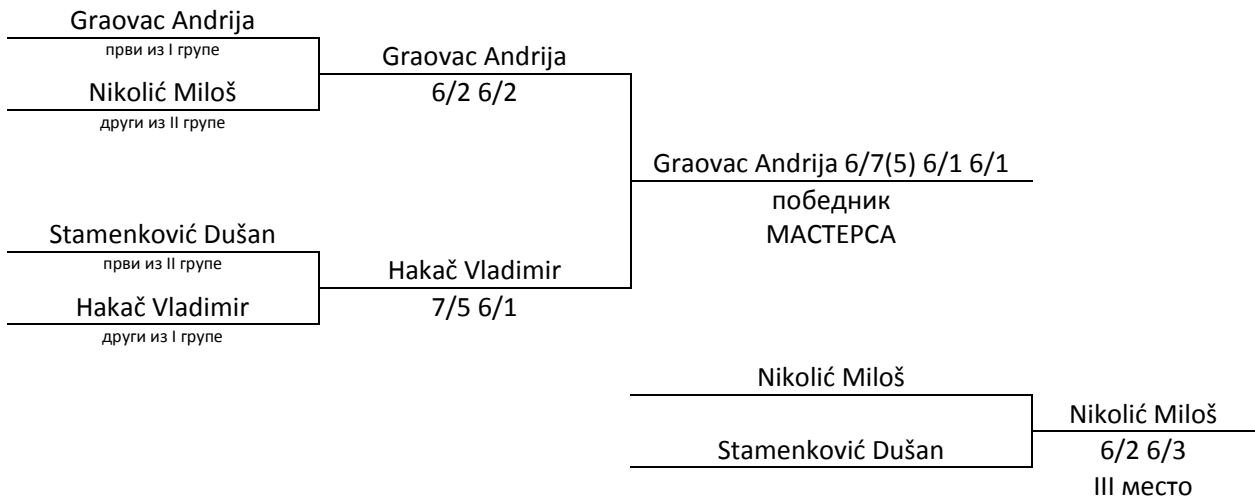 Graovac Andrija
први из I групе
Graovac Andrija
Nikolić Miloš
6/2 6/2
други из II групе
Graovac Andrija 6/7(5) 6/1 6/1
победник
МАСТЕРСА
Stamenković Dušan
први из II групе
Hakač Vladimir
Hakač Vladimir
7/5 6/1
други из I групе
Nikolić Miloš
Nikolić Miloš
Stamenković Dušan
6/2 6/3
III место